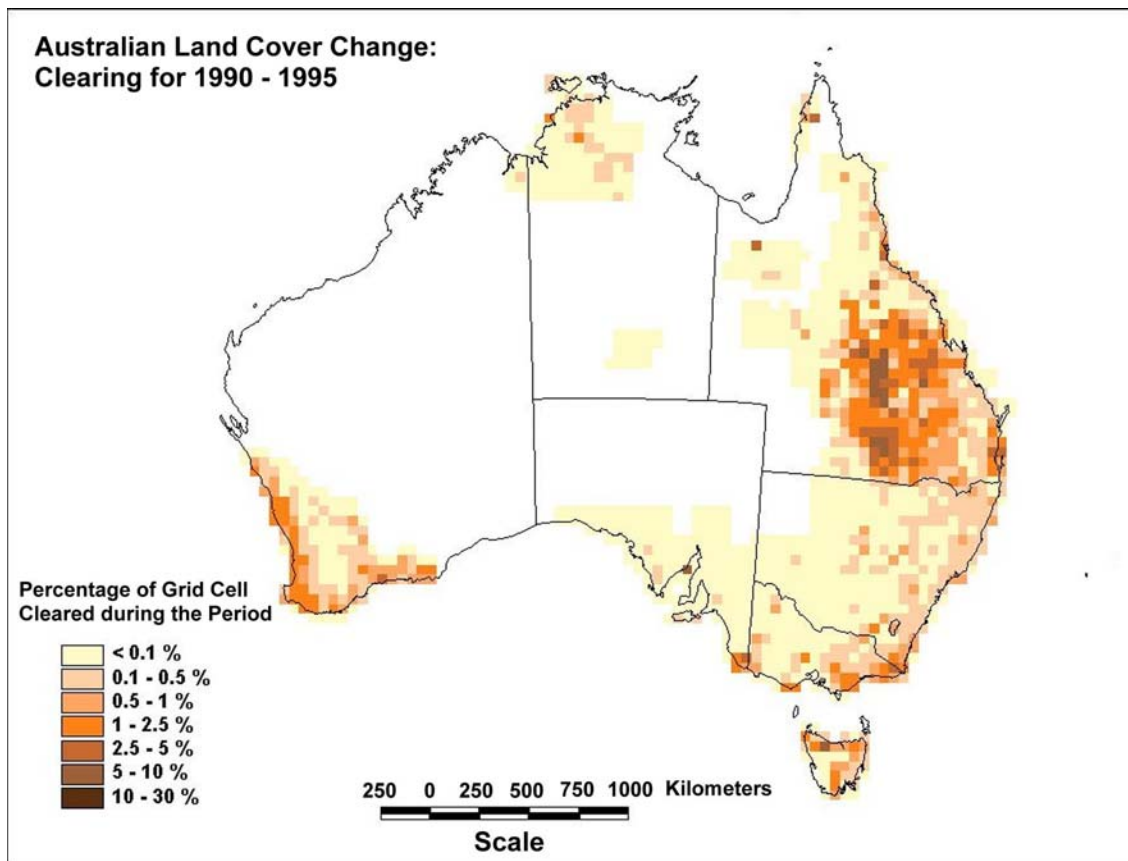 Australian Land Cover Change:
Clearing for 1990 - 1995
Percentage of Grid Cell
Cleared during the Period
< 0.1 %
0.1 - 0.5 %
0.5 - 1 %
1 - 2.5 %
2.5 - 5 %
5 - 10 %
10 - 30 %
250 0 250 500 750 1000 Kilometers
Scale